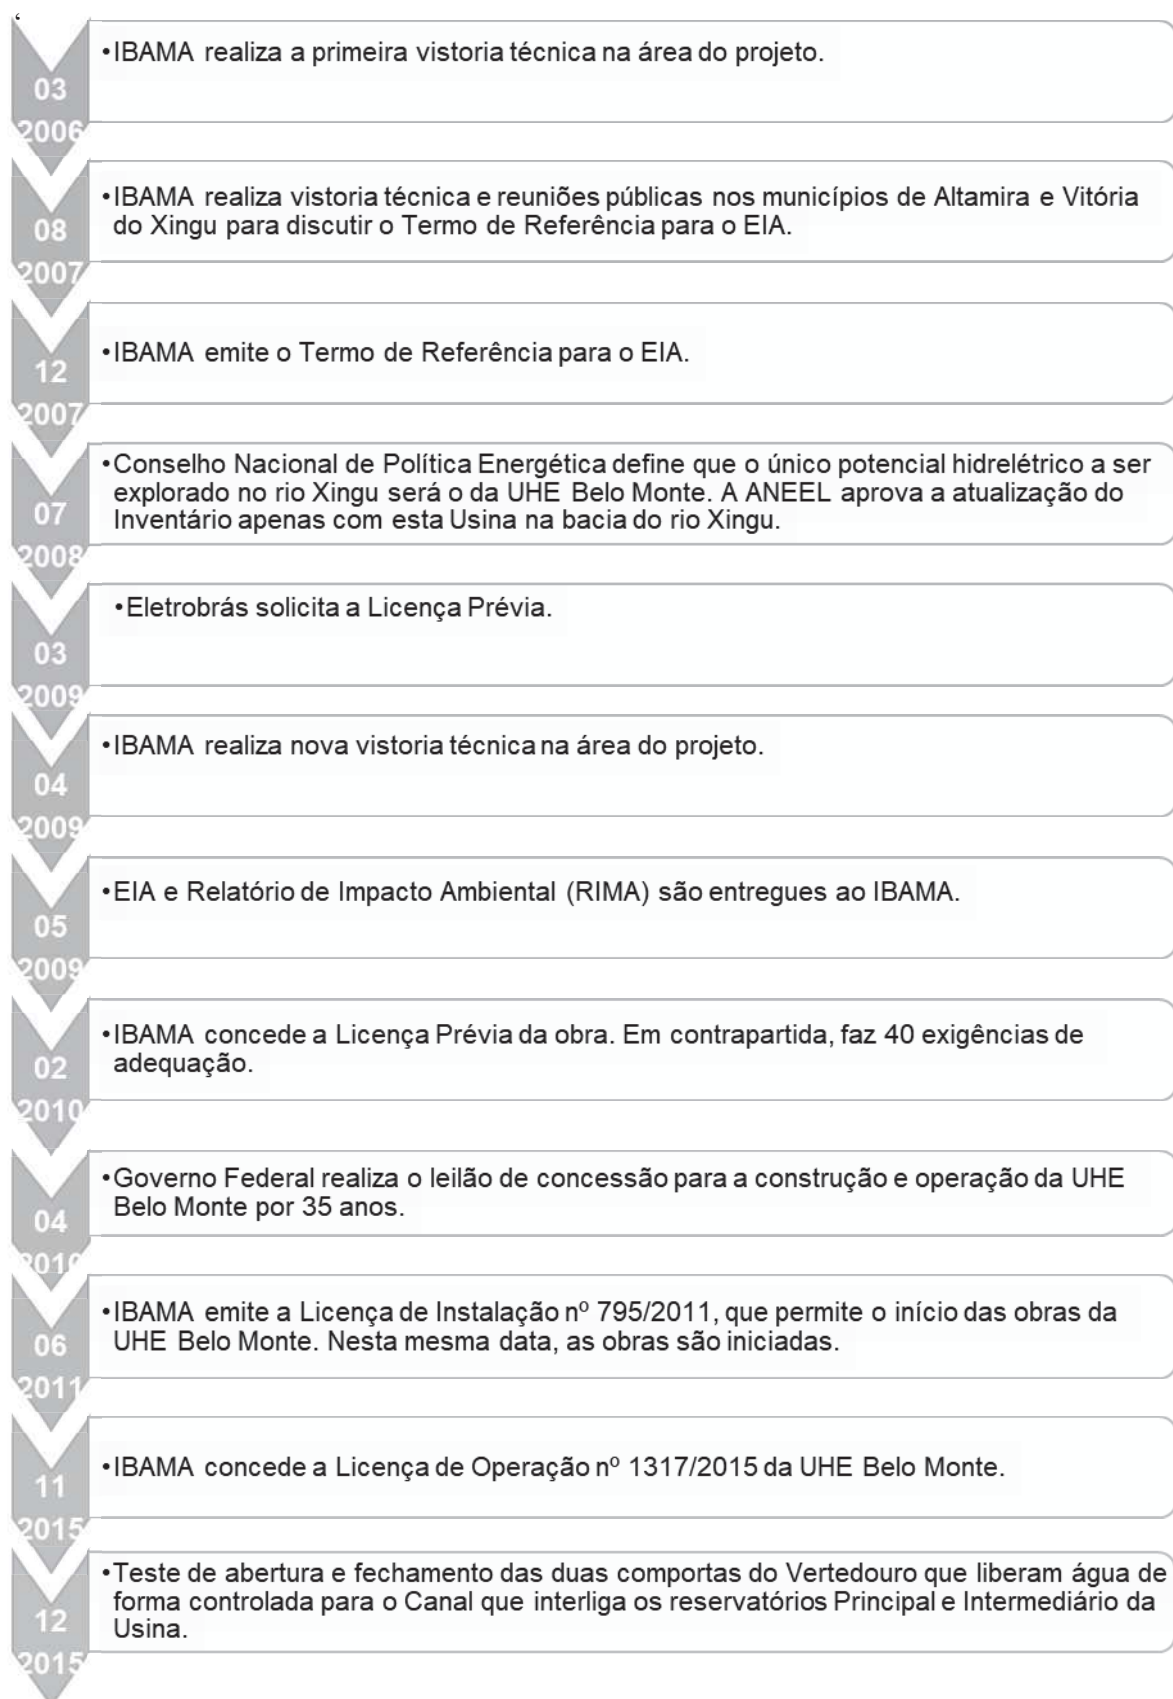 ‘
•IBAMA realiza a primeira vistoria técnica na área do projeto.
03
2006
•IBAMA realiza vistoria técnica e reuniões públicas nos municípios de Altamira e Vitória
do Xingu para discutir o Termo de Referência para o EIA.
08
2007
•IBAMA emite o Termo de Referência para o EIA.
12
2007
•Conselho Nacional de Política Energética define que o único potencial hidrelétrico a ser
explorado no rio Xingu será o da UHE Belo Monte. A ANEEL aprova a atualização do
Inventário apenas com esta Usina na bacia do rio Xingu.
07
2008
•Eletrobrás solicita a Licença Prévia.
03
2009
•IBAMA realiza nova vistoria técnica na área do projeto.
04
2009
•EIA e Relatório de Impacto Ambiental (RIMA) são entregues ao IBAMA.
05
2009
•IBAMA concede a Licença Prévia da obra. Em contrapartida, faz 40 exigências de
adequação.
02
2010
•Governo Federal realiza o leilão de concessão para a construção e operação da UHE
Belo Monte por 35 anos.
04
2010
•IBAMA emite a Licença de Instalação nº 795/2011, que permite o início das obras da
UHE Belo Monte. Nesta mesma data, as obras são iniciadas.
06
2011
•IBAMA concede a Licença de Operação nº 1317/2015 da UHE Belo Monte.
11
2015
•Teste de abertura e fechamento das duas comportas do Vertedouro que liberam água de
forma controlada para o Canal que interliga os reservatórios Principal e Intermediário da
Usina.
12
2015